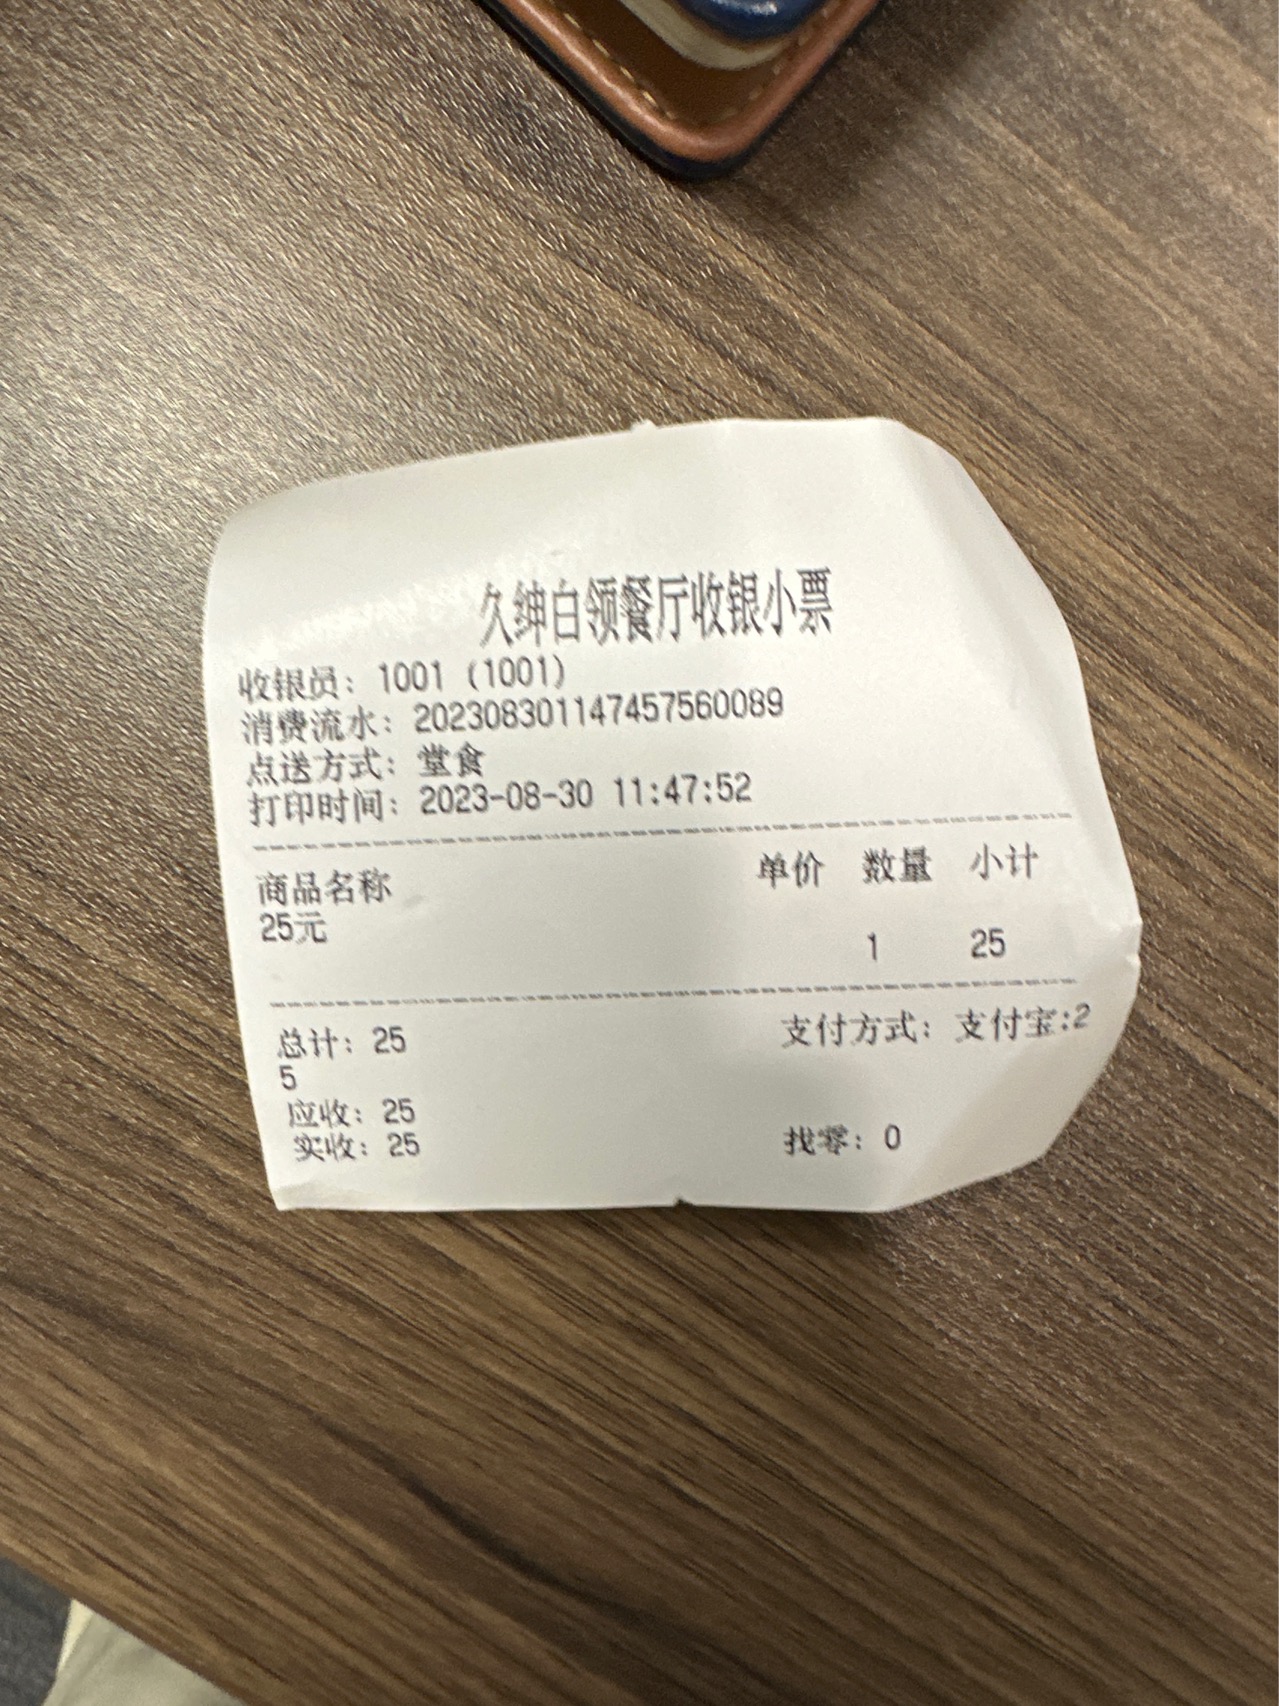 久绅白领餐厅收银小票
收银员：1001（1001）
消费流水：202308301147457560089
点送方式：堂食
打印时间：2023-08-30 11:47:52
商品名称 单价 数量 小计
25元
1 25
总计：25 支付方式：支付宝:2
5
应收：25
实收：25 找零：0